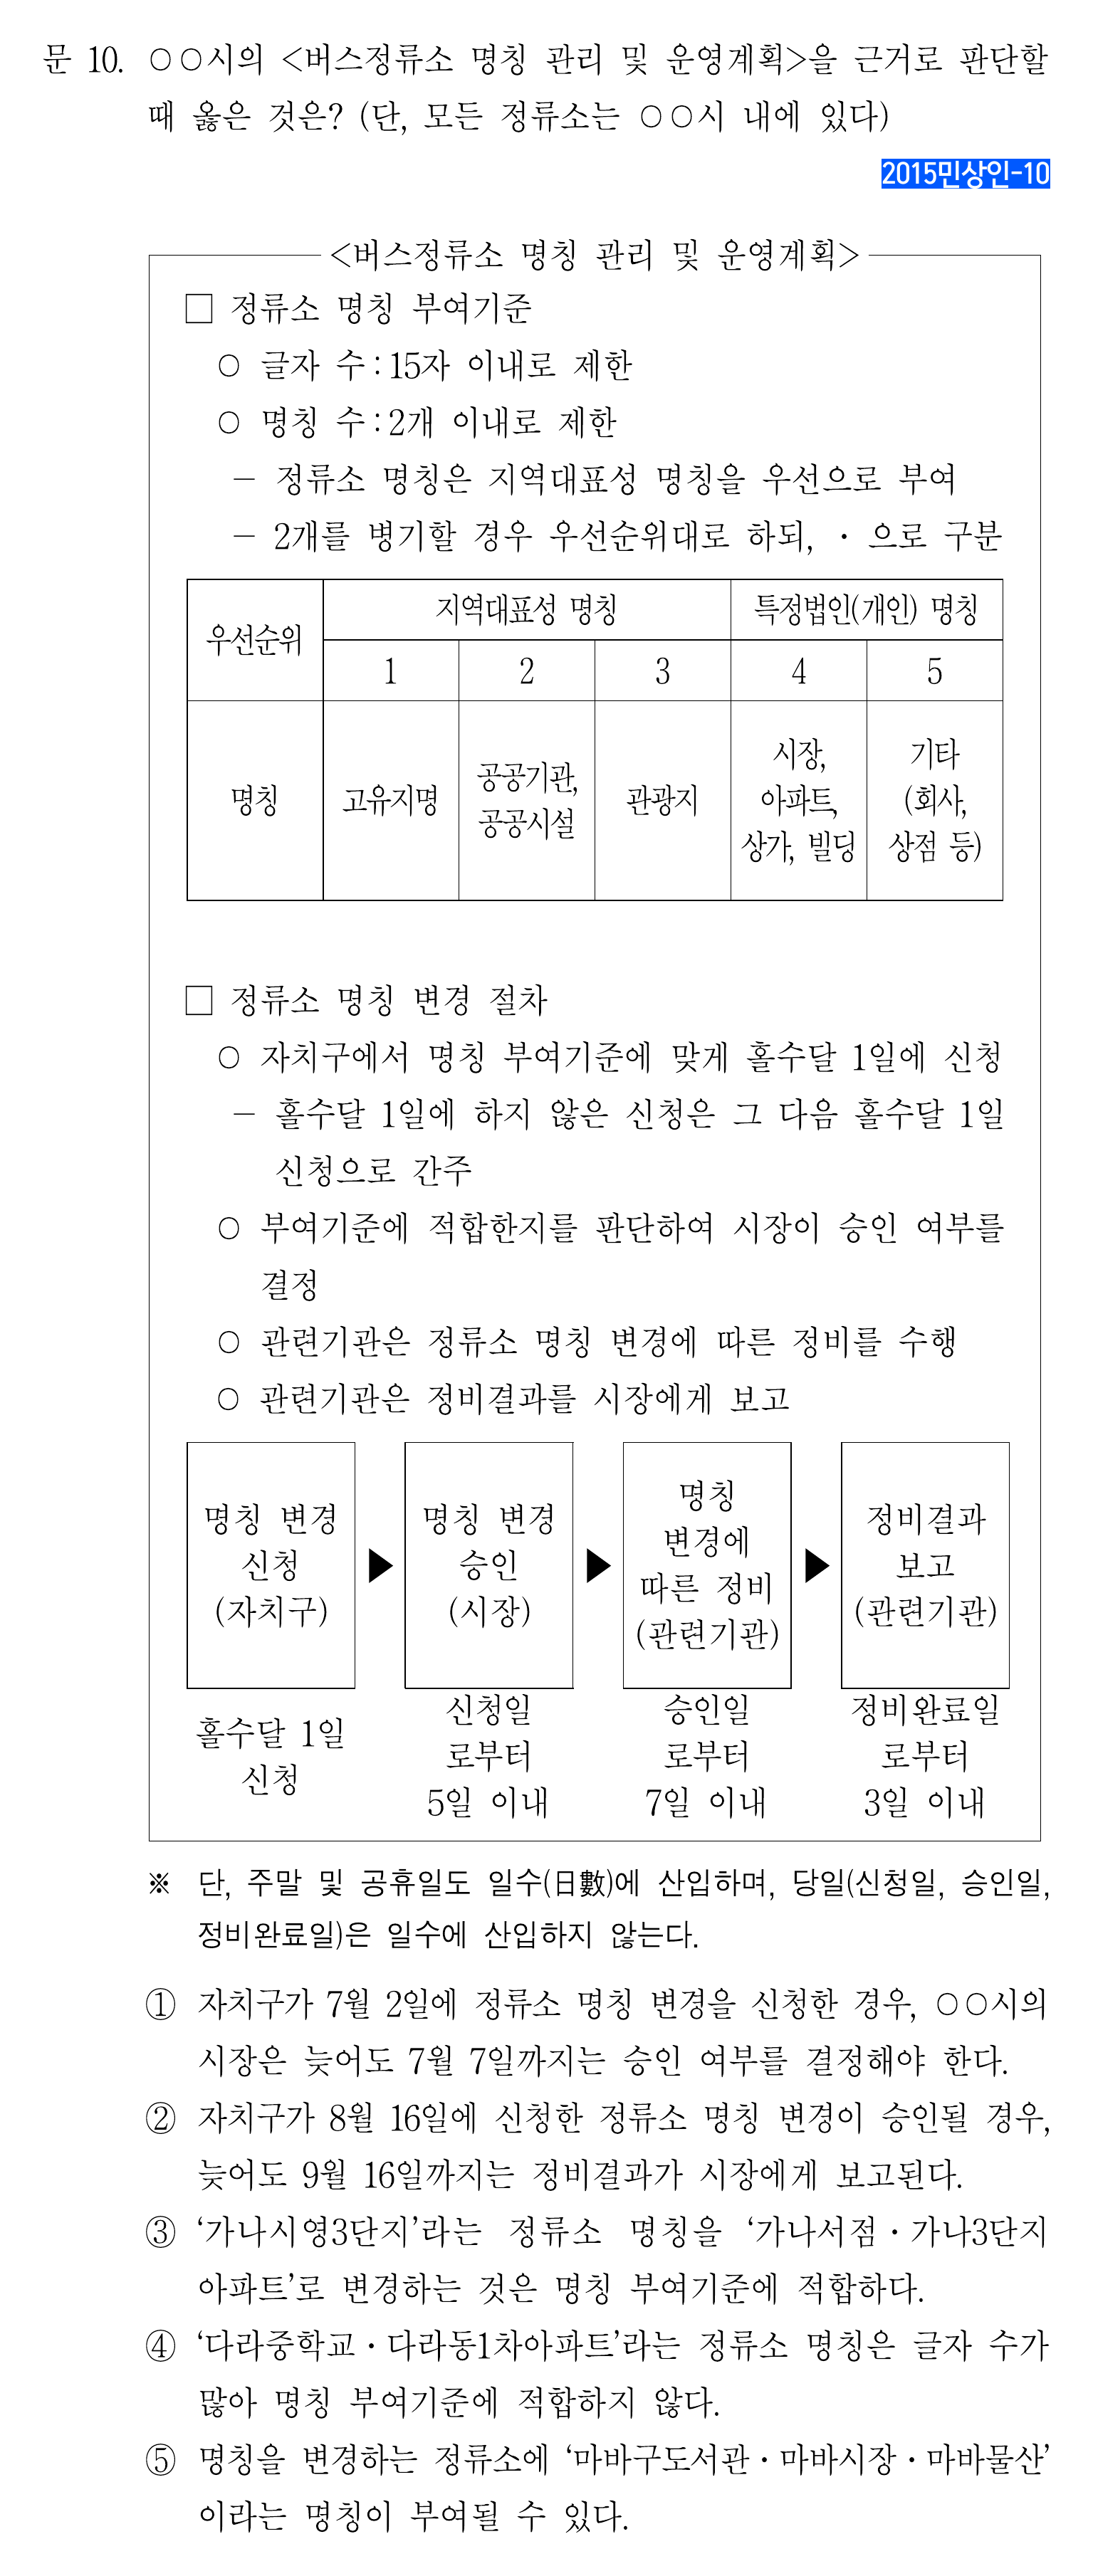 문 10. ○○시의 <버스정류소 명칭 관리 및 운영계획>을 근거로 판단할
때 옳은 것은? (단, 모든 정류소는 ○○시 내에 있다)
2015민상인-10
<버스정류소 명칭 관리 및 운영계획>
□ 정류소 명칭 부여기준
○ 글자 수:15자 이내로 제한
○ 명칭 수:2개 이내로 제한
- 정류소 명칭은 지역대표성 명칭을 우선으로 부여
- 2개를 병기할 경우 우선순위대로 하되, ・ 으로 구분
우선순위
지역대표성 명칭
특정법인(개인) 명칭
1
2
3
4
5
명칭
고유지명
공공기관,
공공시설
관광지
시장,
아파트,
상가, 빌딩
기타
(회사,
상점 등)
□ 정류소 명칭 변경 절차
○ 자치구에서 명칭 부여기준에 맞게 홀수달 1일에 신청
- 홀수달 1일에 하지 않은 신청은 그 다음 홀수달 1일
신청으로 간주
○ 부여기준에 적합한지를 판단하여 시장이 승인 여부를
결정
○ 관련기관은 정류소 명칭 변경에 따른 정비를 수행
○ 관련기관은 정비결과를 시장에게 보고
명칭 변경
신청
(자치구)
▶
명칭 변경
승인
(시장)
▶
명칭
변경에
따른 정비
(관련기관)
▶
정비결과
보고
(관련기관)
홀수달 1일
신청
신청일
로부터
5일 이내
승인일
로부터
7일 이내
정비완료일
로부터
3일 이내
※ 단, 주말 및 공휴일도 일수(日數)에 산입하며, 당일(신청일, 승인일,
정비완료일)은 일수에 산입하지 않는다.
① 자치구가 7월 2일에 정류소 명칭 변경을 신청한 경우, ○○시의
시장은 늦어도 7월 7일까지는 승인 여부를 결정해야 한다.
② 자치구가 8월 16일에 신청한 정류소 명칭 변경이 승인될 경우,
늦어도 9월 16일까지는 정비결과가 시장에게 보고된다.
③ ‘가나시영3단지’라는 정류소 명칭을 ‘가나서점・가나3단지
아파트’로 변경하는 것은 명칭 부여기준에 적합하다.
④ ‘다라중학교・다라동1차아파트’라는 정류소 명칭은 글자 수가
많아 명칭 부여기준에 적합하지 않다.
⑤ 명칭을 변경하는 정류소에 ‘마바구도서관・마바시장・마바물산’
이라는 명칭이 부여될 수 있다.